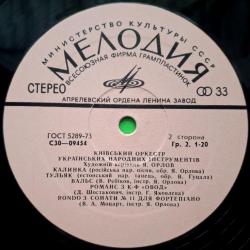 МИНИСТЕРСТВО КУЛЬТУРЫ СССР
МЕЛОДИЯ
ВСЕСОЮЗНАЯ ФИРМА ГРАМПЛАСТИНОК
СТЕРЕО
33
АПРЕЛЕВСКИЙ ОРДЕНА ЛЕНИНА ЗАВОД
ГОСТ 5289-73
С30—09454
2 сторона
Гр. 2. 1-20
КИЇВСЬКИЙ ОРКЕСТР
УКРАЇНСЬКИХ НАРОДНИХ ІНСТРУМЕНТІВ
Художній керівник Я. ОРЛОВ
КАЛИНКА (російська нар. пісня, обр. Я. Орлова)
ТУЛЬЯК (естонський нар. танець, обр. В. Гуцала)
ВАЛЬС (В. Ребіков, інстр. Я. Орлова)
РОМАНС З К-Ф «ОВОД»
(Д. Шостакович, інстр. Г. Яковлева)
RONDO З СОНАТИ № 11 ДЛЯ ФОРТЕПІАНО
(В. А. Моцарт, інстр. Я. Орлова)